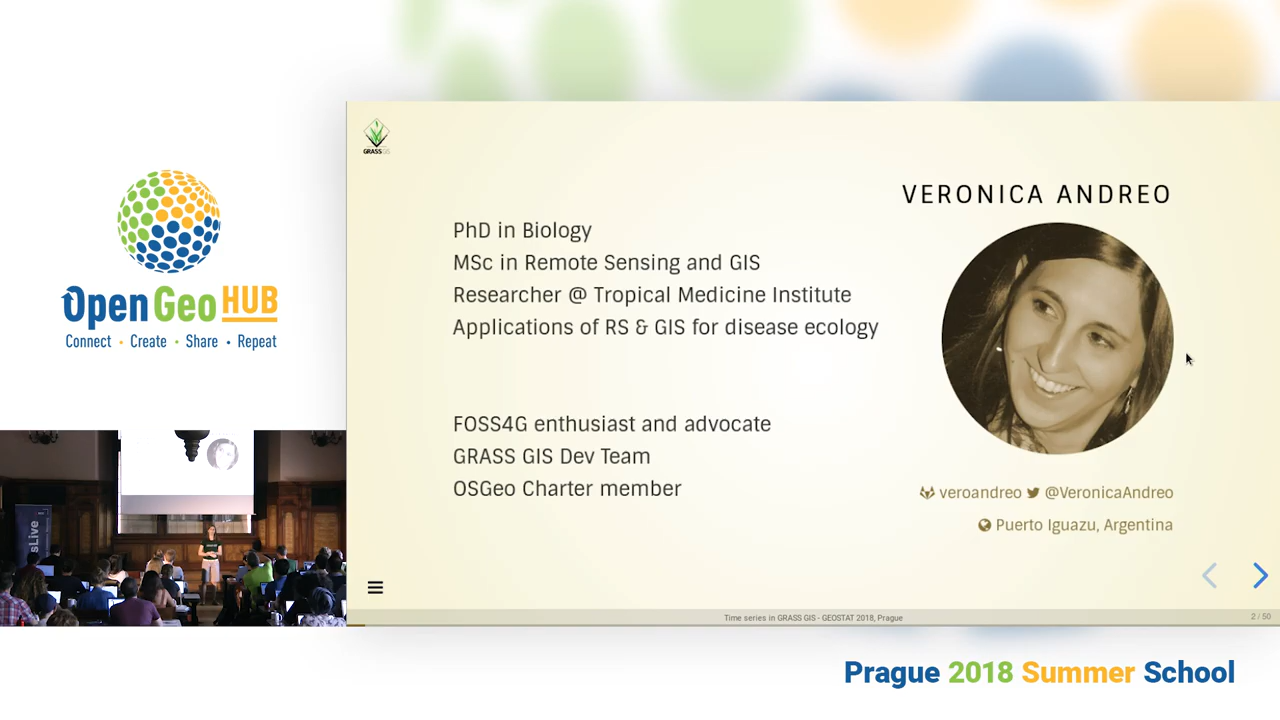 Open Geo HUB
Connect • Create • Share • Repeat
sLive
GRASS GIS
VERONICA ANDREO
PhD in Biology
MSc in Remote Sensing and GIS
Researcher @ Tropical Medicine Institute
Applications of RS & GIS for disease ecology
FOSS4G enthusiast and advocate
GRASS GIS Dev Team
OSGeo Charter member
veroandreo @VeronicaAndreo
Puerto Iguazu, Argentina
Time series in GRASS GIS - GEOSTAT 2018, Prague
2 / 50
Prague 2018 Summer School